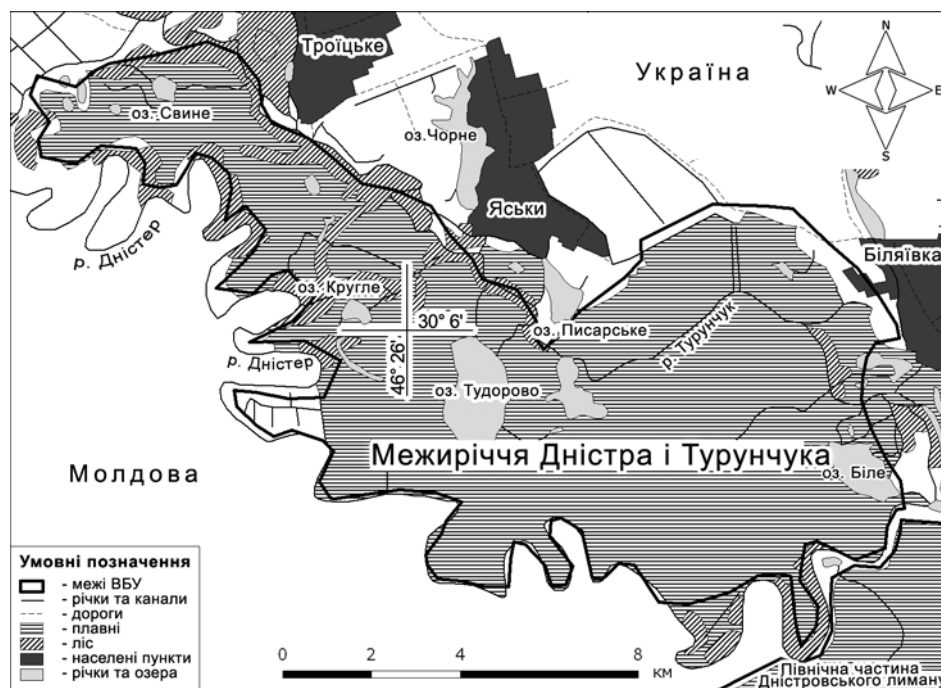 Троїцьке
Україна
N
W
E
S
оз. Свине
оз.Чорне
Яськи
р. Дністер
Біляївка
оз. Кругле
30° 6'
46° 26'
оз. Писарське
р. Турунчук
р. Дністер
оз. Тудорово
Межиріччя Дністра і Турунчука
оз. Біле
Молдова
Умовні позначення
- межі ВБУ
- річки та канали
- дороги
- плавні
- ліс
- населені пункти
- річки та озера
0 2 4 8
км
Північна частина
Дністровського лиману